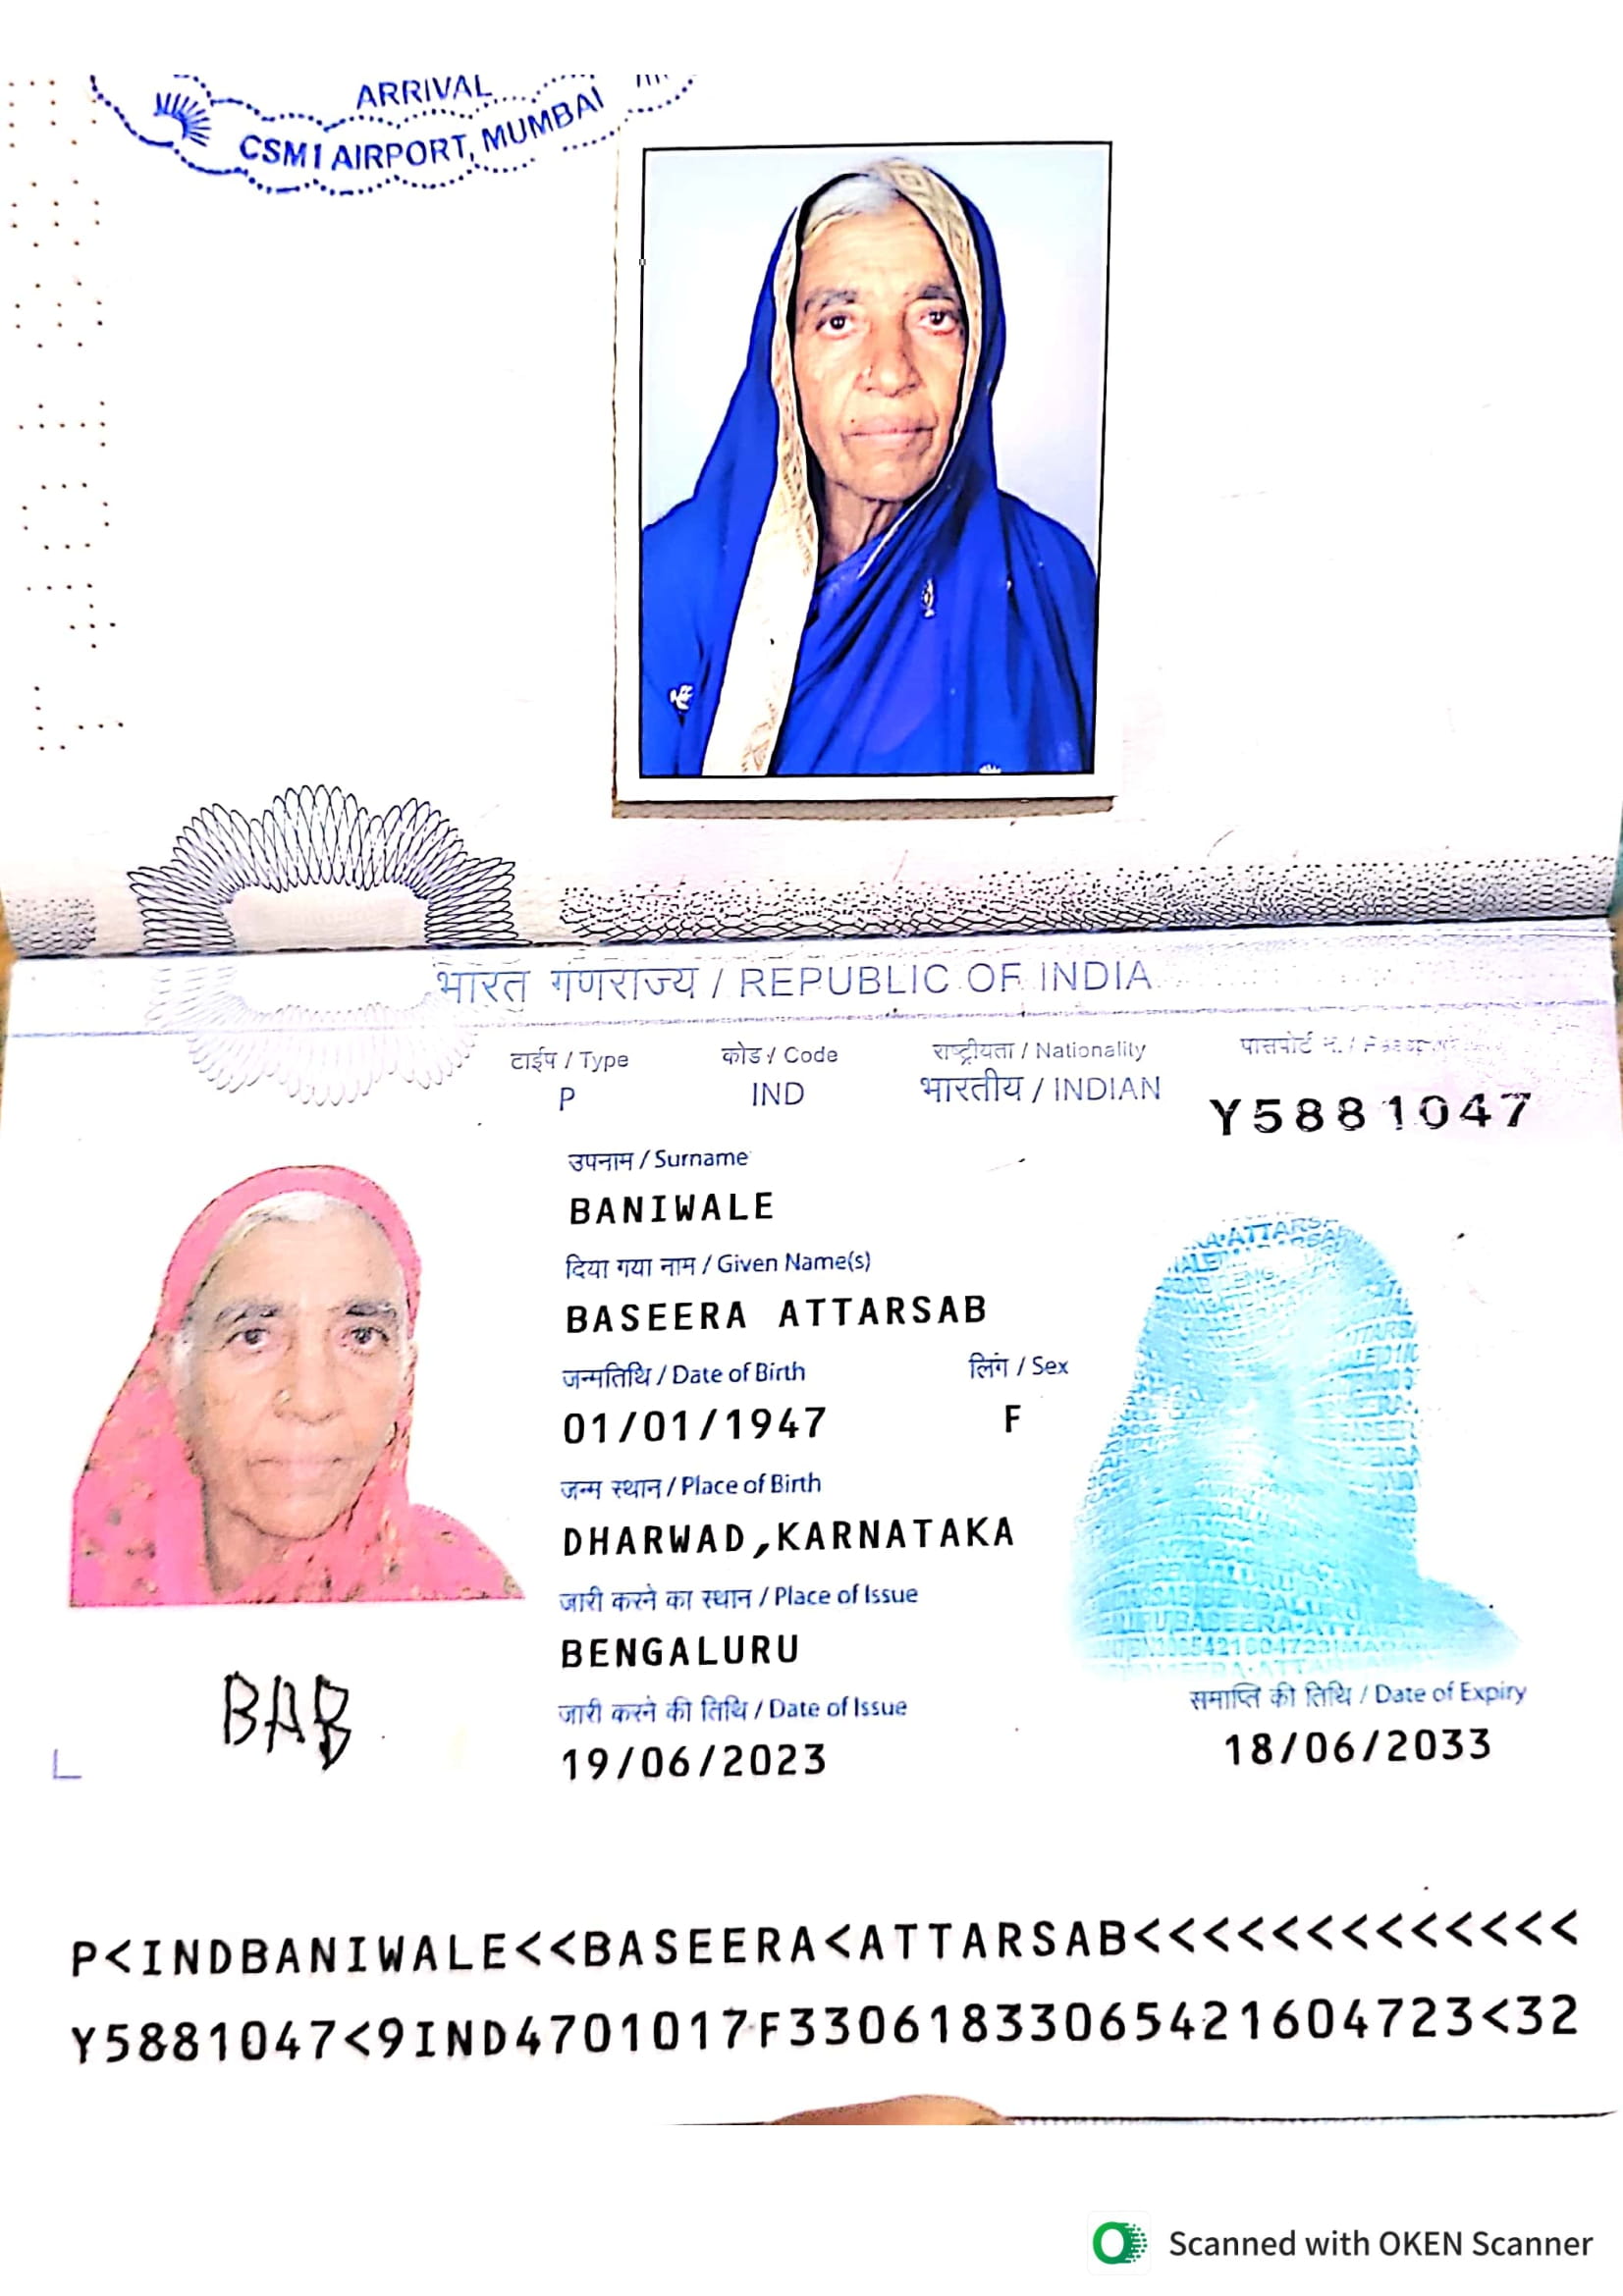 ARRIVAL
CSMI AIRPORT, MUMBAI
भारत गणराज्य / REPUBLIC OF INDIA
टाईप / Type
कोड / Code
राष्ट्रीयता / Nationality
पासपोर्ट न. /
P
IND
भारतीय / INDIAN
Y5881047
उपनाम / Surname
BANIWALE
दिया गया नाम / Given Name(s)
BASEERA ATTARSAB
जन्मतिथि / Date of Birth
लिंग / Sex
01/01/1947
F
जन्म स्थान / Place of Birth
DHARWAD,KARNATAKA
जारी करने का स्थान / Place of Issue
BENGALURU
BAB
जारी करने की तिथि / Date of Issue
समाप्ति की तिथि / Date of Expiry
19/06/2023
18/06/2033
P<INDBANIWALE<<BASEERA<ATTARSAB<<<<<<<<<<<<<
Y5881047<9IND4701017F33061833065421604723<32
Scanned with OKEN Scanner